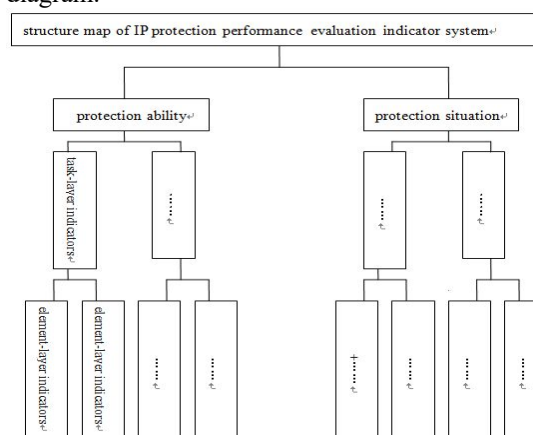 diagram.
structure map of IP protection performance evaluation indicator system↵
protection ability↵
protection situation↵
task-layer indicators↵
......↵
......↵
......↵
element-layer indicators↵
element-layer indicators↵
......↵
......↵
+......↵
......↵
......↵
......↵